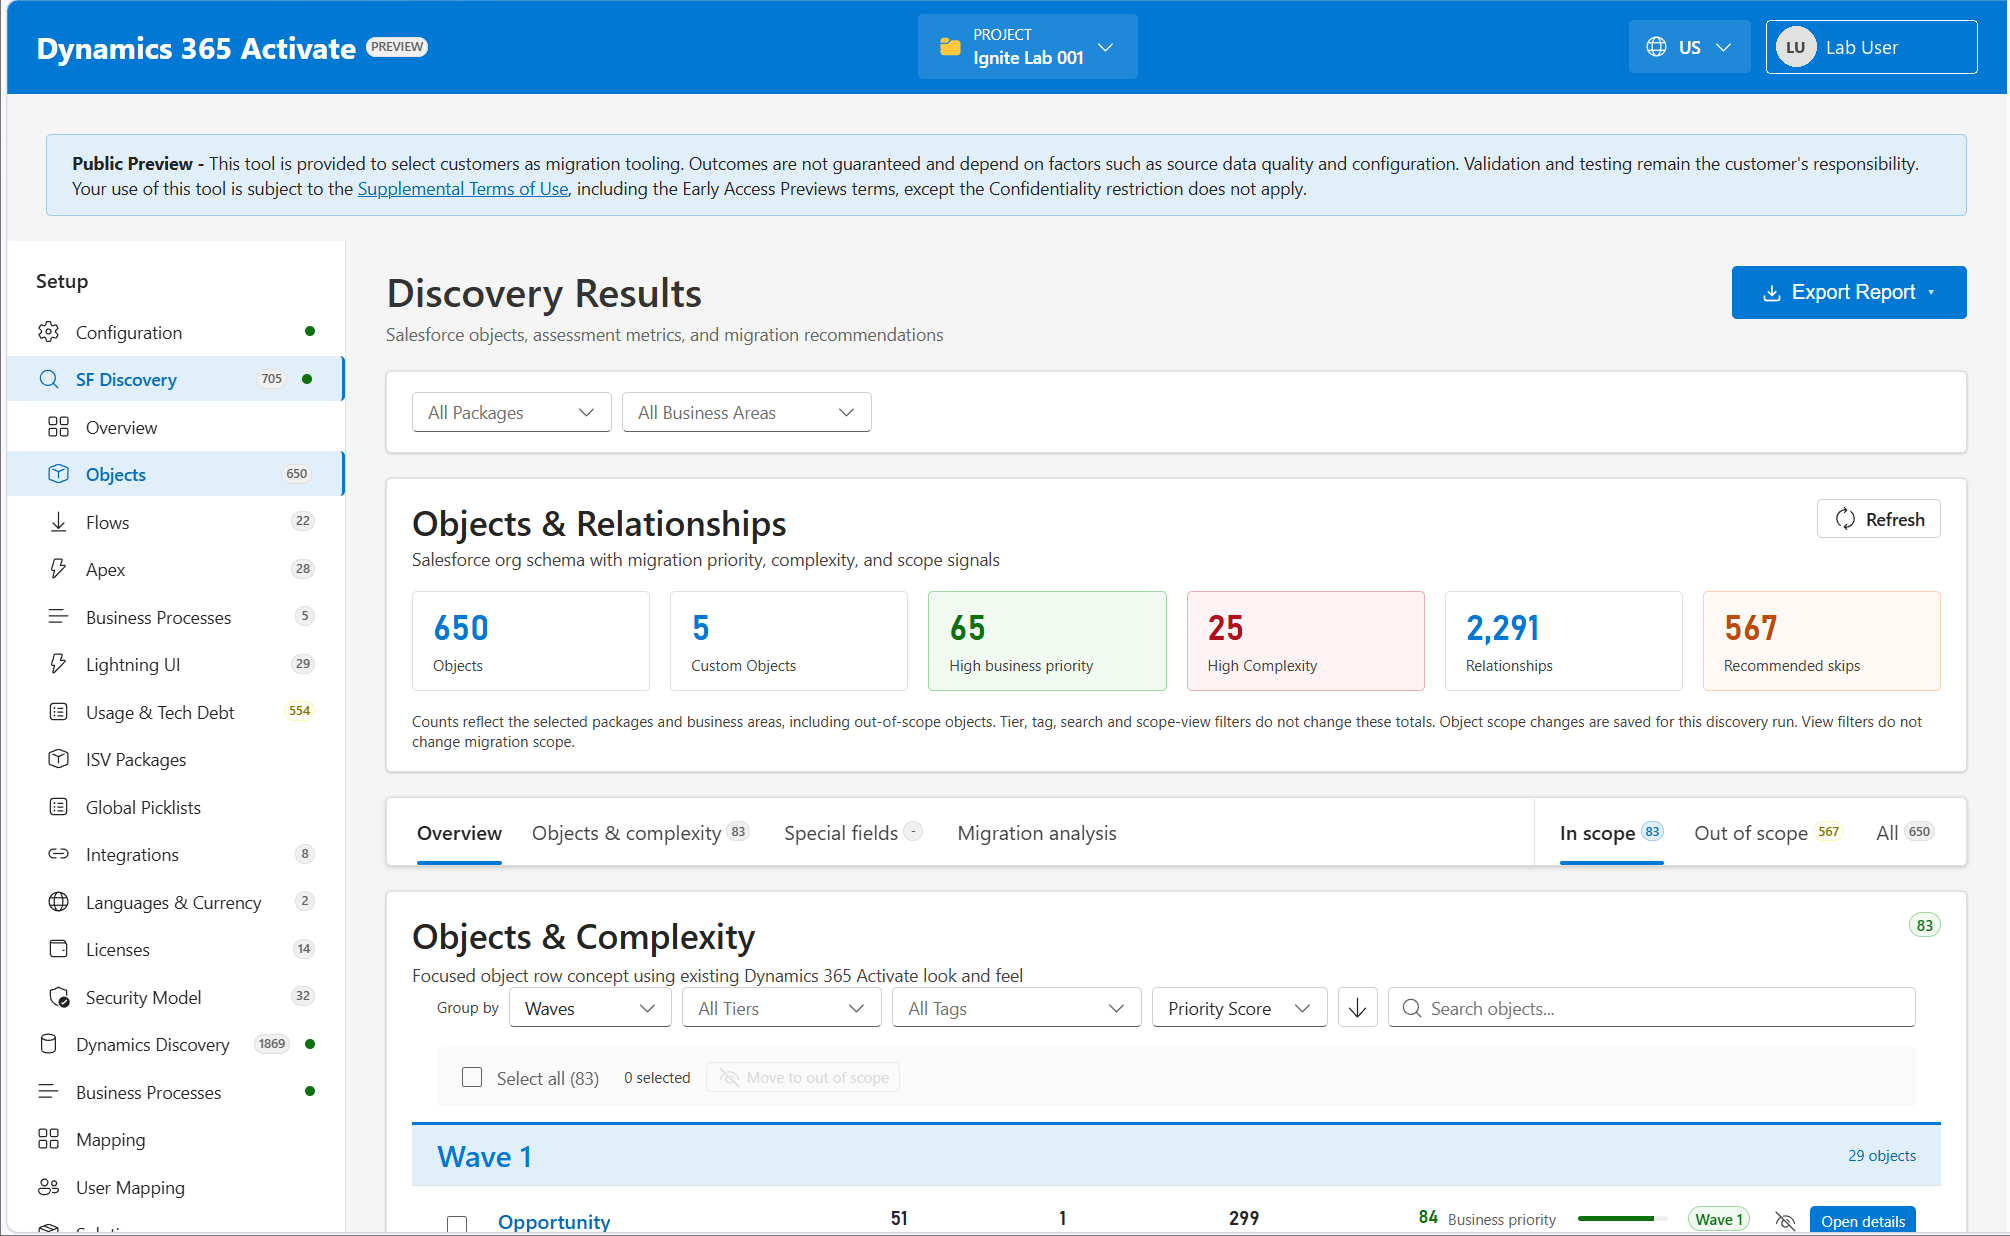 Dynamics 365 Activate PREVIEW
PROJECT
Ignite Lab 001
US
LU Lab User
Public Preview - This tool is provided to select customers as migration tooling. Outcomes are not guaranteed and depend on factors such as source data quality and configuration. Validation and testing remain the customer's responsibility.
Your use of this tool is subject to the Supplemental Terms of Use, including the Early Access Previews terms, except the Confidentiality restriction does not apply.
Setup
Configuration
SF Discovery 705
Overview
Objects 650
Flows 22
Apex 28
Business Processes 5
Lightning UI 29
Usage & Tech Debt 554
ISV Packages
Global Picklists
Integrations 8
Languages & Currency 2
Licenses 14
Security Model 32
Dynamics Discovery 1869
Business Processes
Mapping
User Mapping
Discovery Results
Salesforce objects, assessment metrics, and migration recommendations
Export Report
All Packages
All Business Areas
Objects & Relationships
Salesforce org schema with migration priority, complexity, and scope signals
Refresh
650
Objects
5
Custom Objects
65
High business priority
25
High Complexity
2,291
Relationships
567
Recommended skips
Counts reflect the selected packages and business areas, including out-of-scope objects. Tier, tag, search and scope-view filters do not change these totals. Object scope changes are saved for this discovery run. View filters do not
change migration scope.
Overview
Objects & complexity 83
Special fields -
Migration analysis
In scope 83
Out of scope 567
All 650
Objects & Complexity
83
Focused object row concept using existing Dynamics 365 Activate look and feel
Group by Waves
All Tiers
All Tags
Priority Score
Search objects...
Select all (83)
0 selected
Move to out of scope
Wave 1
29 objects
Opportunity 51 1 299 84 Business priority Wave 1 Open details